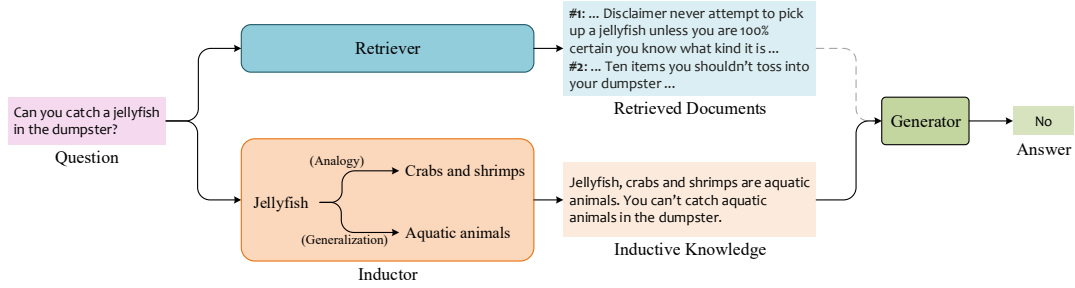 Can you catch a jellyfish
in the dumpster?
Question
Retriever
#1: ... Disclaimer never attempt to pick
up a jellyfish unless you are 100%
certain you know what kind it is ...
#2: ... Ten items you shouldn't toss into
your dumpster ...
Retrieved Documents
(Analogy)
Crabs and shrimps
Jellyfish
(Generalization)
Aquatic animals
Inductor
Jellyfish, crabs and shrimps are aquatic
animals. You can't catch aquatic
animals in the dumpster.
Inductive Knowledge
Generator
No
Answer